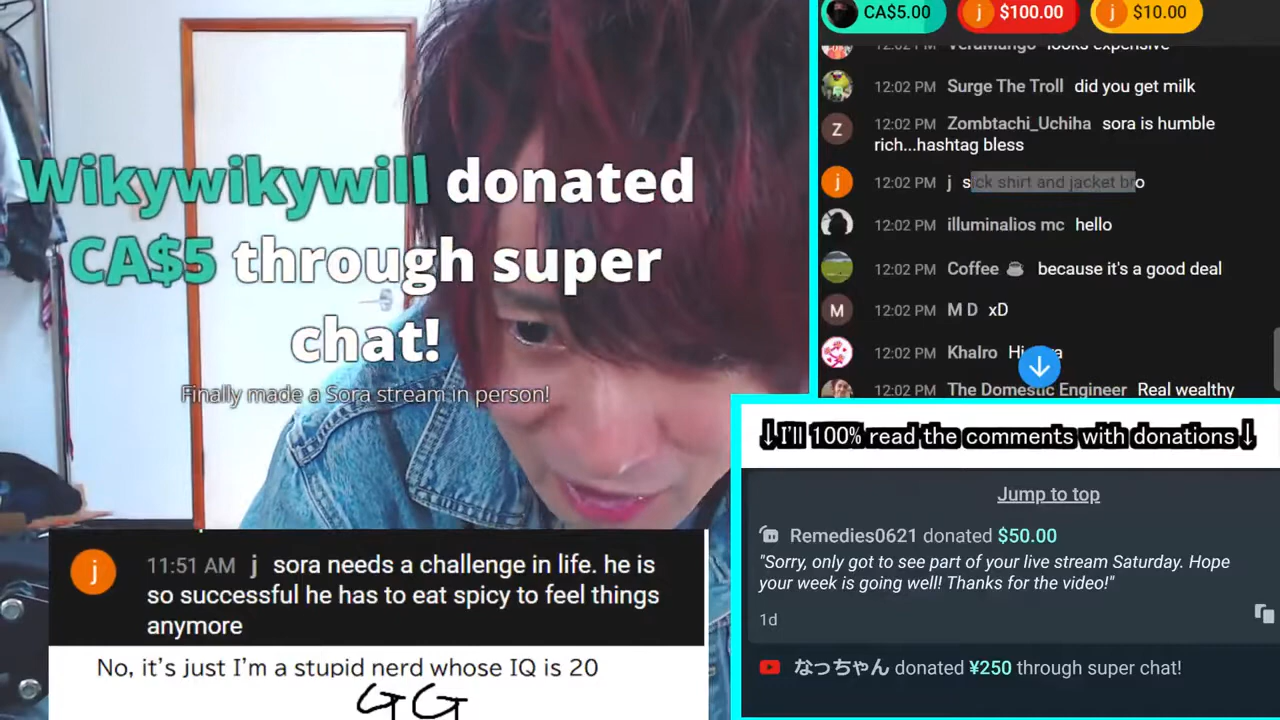 Wikywikywill donated
CA$5 through super
chat!
Finally made a Sora stream in person!
j 11:51 AM j sora needs a challenge in life. he is
so successful he has to eat spicy to feel things
anymore
No, it's just I'm a stupid nerd whose IQ is 20
GG
CA$5.00 j $100.00 j $10.00
looks expensive
12:02 PM Surge The Troll did you get milk
Z 12:02 PM Zombtachi_Uchiha sora is humble
rich...hashtag bless
j 12:02 PM j sick shirt and jacket bro
12:02 PM illuminalios mc hello
12:02 PM Coffee ☕ because it's a good deal
M 12:02 PM M D xD
12:02 PM Khalro
12:02 PM The Domestic Engineer Real wealthy
↓I'll 100% read the comments with donations↓
Jump to top
Remedies0621 donated $50.00
"Sorry, only got to see part of your live stream Saturday. Hope
your week is going well! Thanks for the video!"
1d
なっちゃん donated ¥250 through super chat!